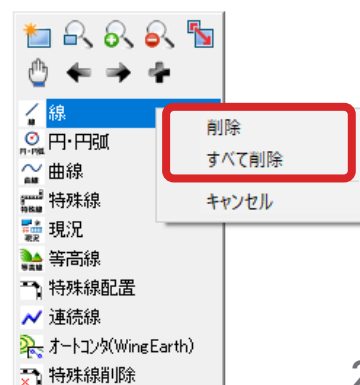 線
削除
円・円弧
すべて削除
曲線
特殊線
キャンセル
現況
等高線
特殊線配置
連続線
オートコンタ(WingEarth)
特殊線削除